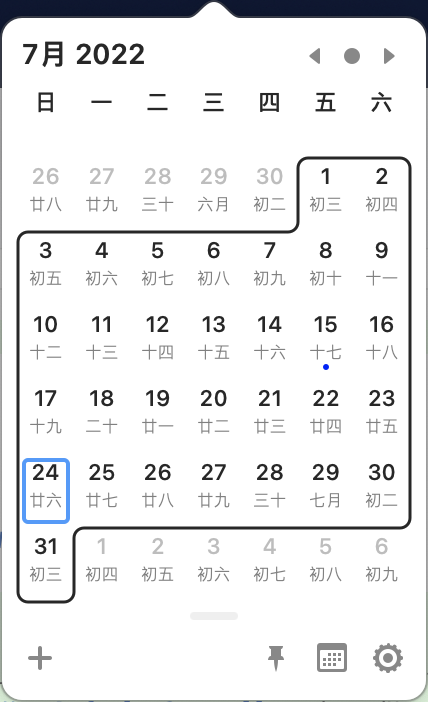 7月 2022
日 一 二 三 四 五 六
26 27 28 29 30 1 2
廿八 廿九 三十 六月 初二 初三 初四
3 4 5 6 7 8 9
初五 初六 初七 初八 初九 初十 十一
10 11 12 13 14 15 16
十二 十三 十四 十五 十六 十七 十八
17 18 19 20 21 22 23
十九 二十 廿一 廿二 廿三 廿四 廿五
24 25 26 27 28 29 30
廿六 廿七 廿八 廿九 三十 七月 初二
31 1 2 3 4 5 6
初三 初四 初五 初六 初七 初八 初九